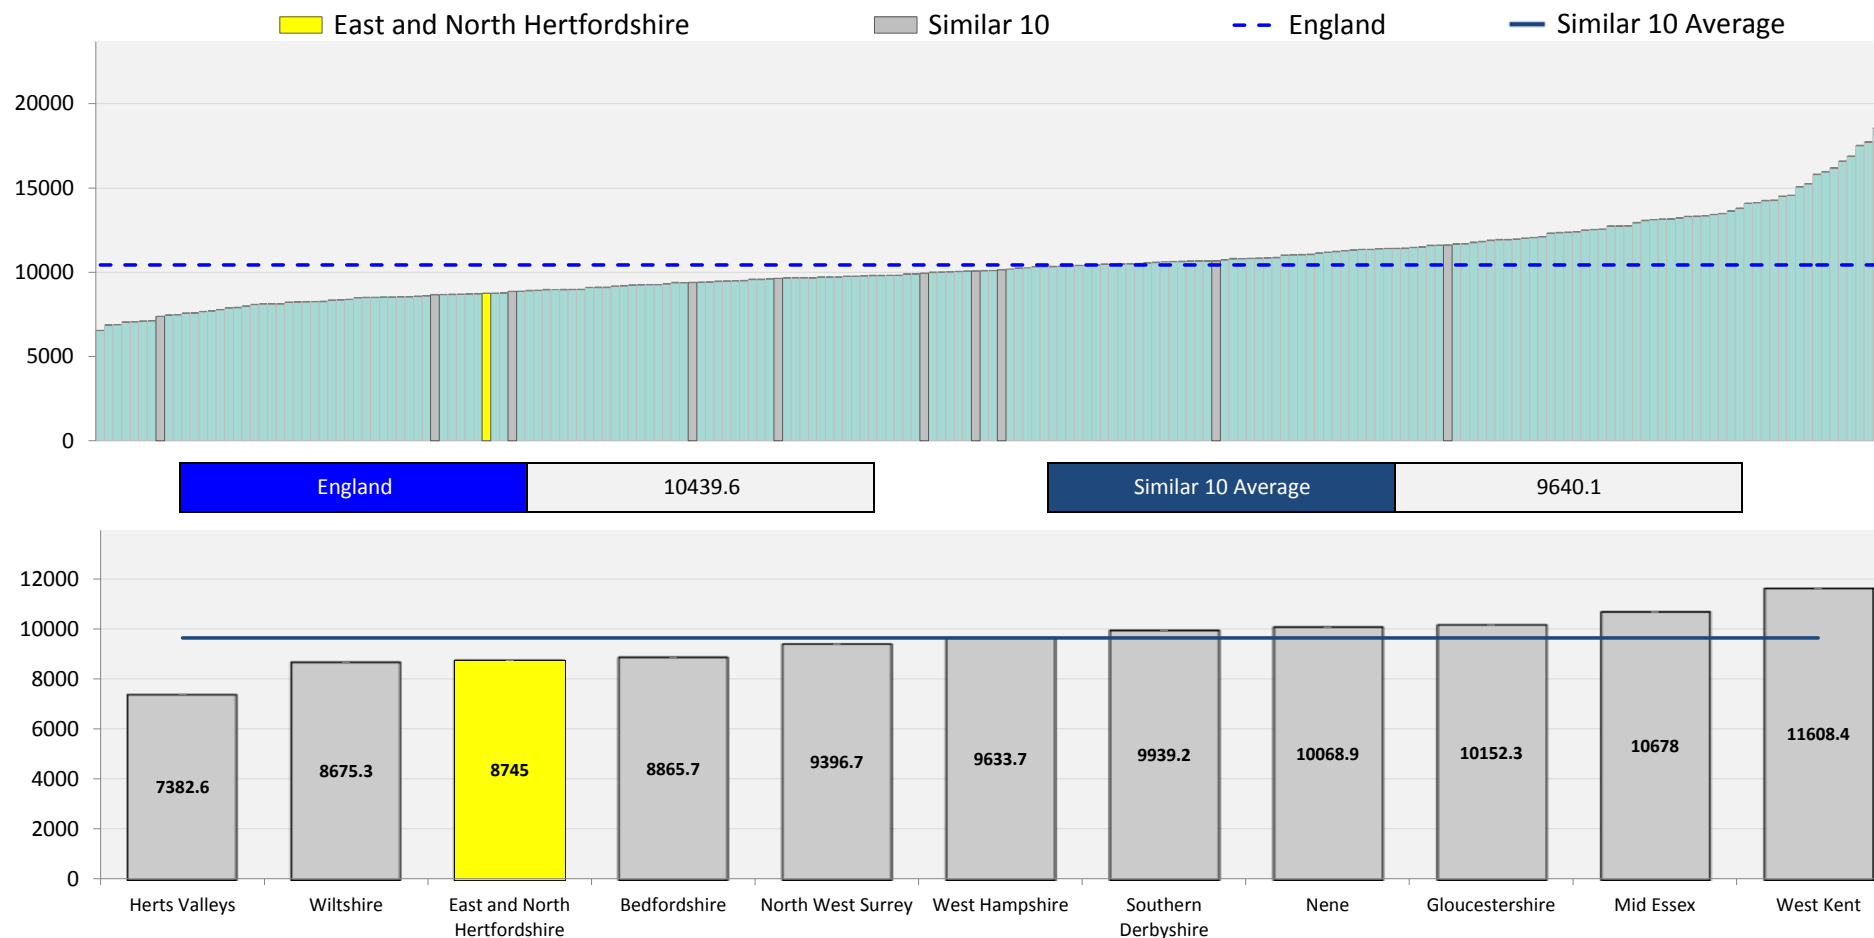 East and North Hertfordshire
Similar 10
England
Similar 10 Average
20000
15000
10000
5000
0
England
10439.6
Similar 10 Average
9640.1
12000
10000
8000
6000
4000
2000
0
7382.6
8675.3
8745
8865.7
9396.7
9633.7
9939.2
10068.9
10152.3
10678
11608.4
Herts Valleys
Wiltshire
East and North
Hertfordshire
Bedfordshire
North West Surrey
West Hampshire
Southern
Derbyshire
Nene
Gloucestershire
Mid Essex
West Kent